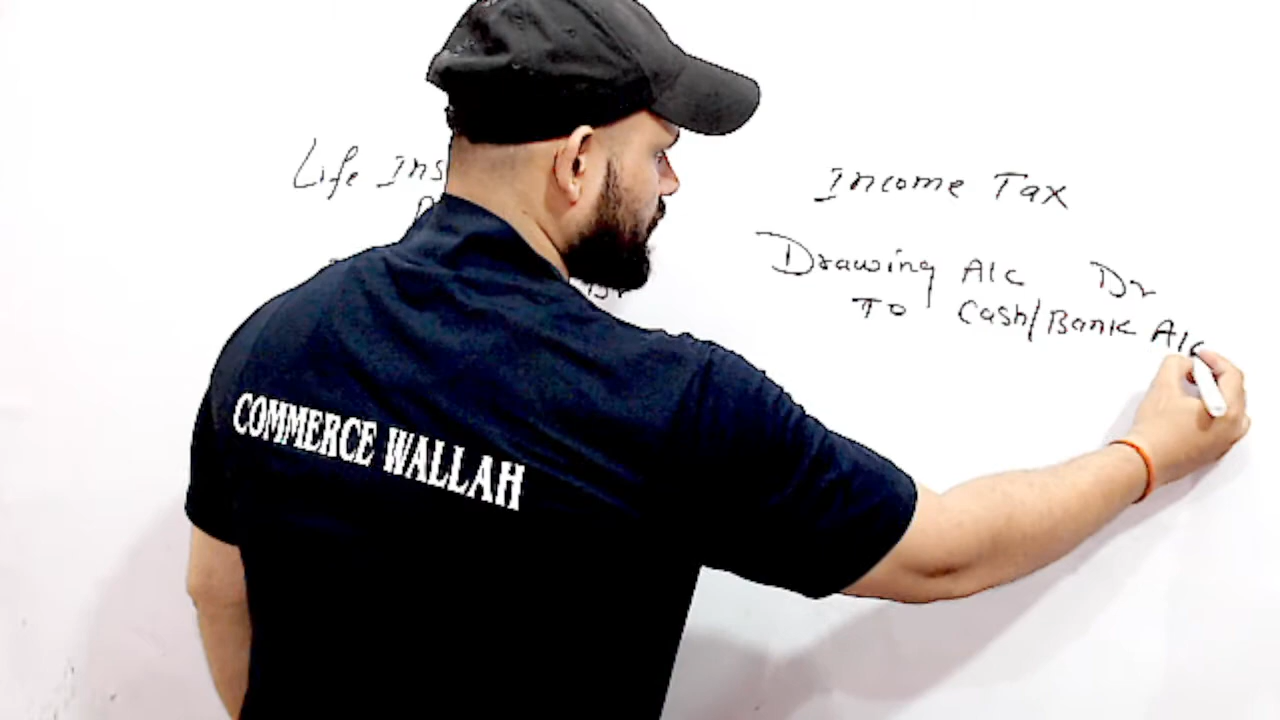 Life Ins
Income Tax
Drawing A/c Dr
To Cash/Bank A/c
COMMERCE WALLAH